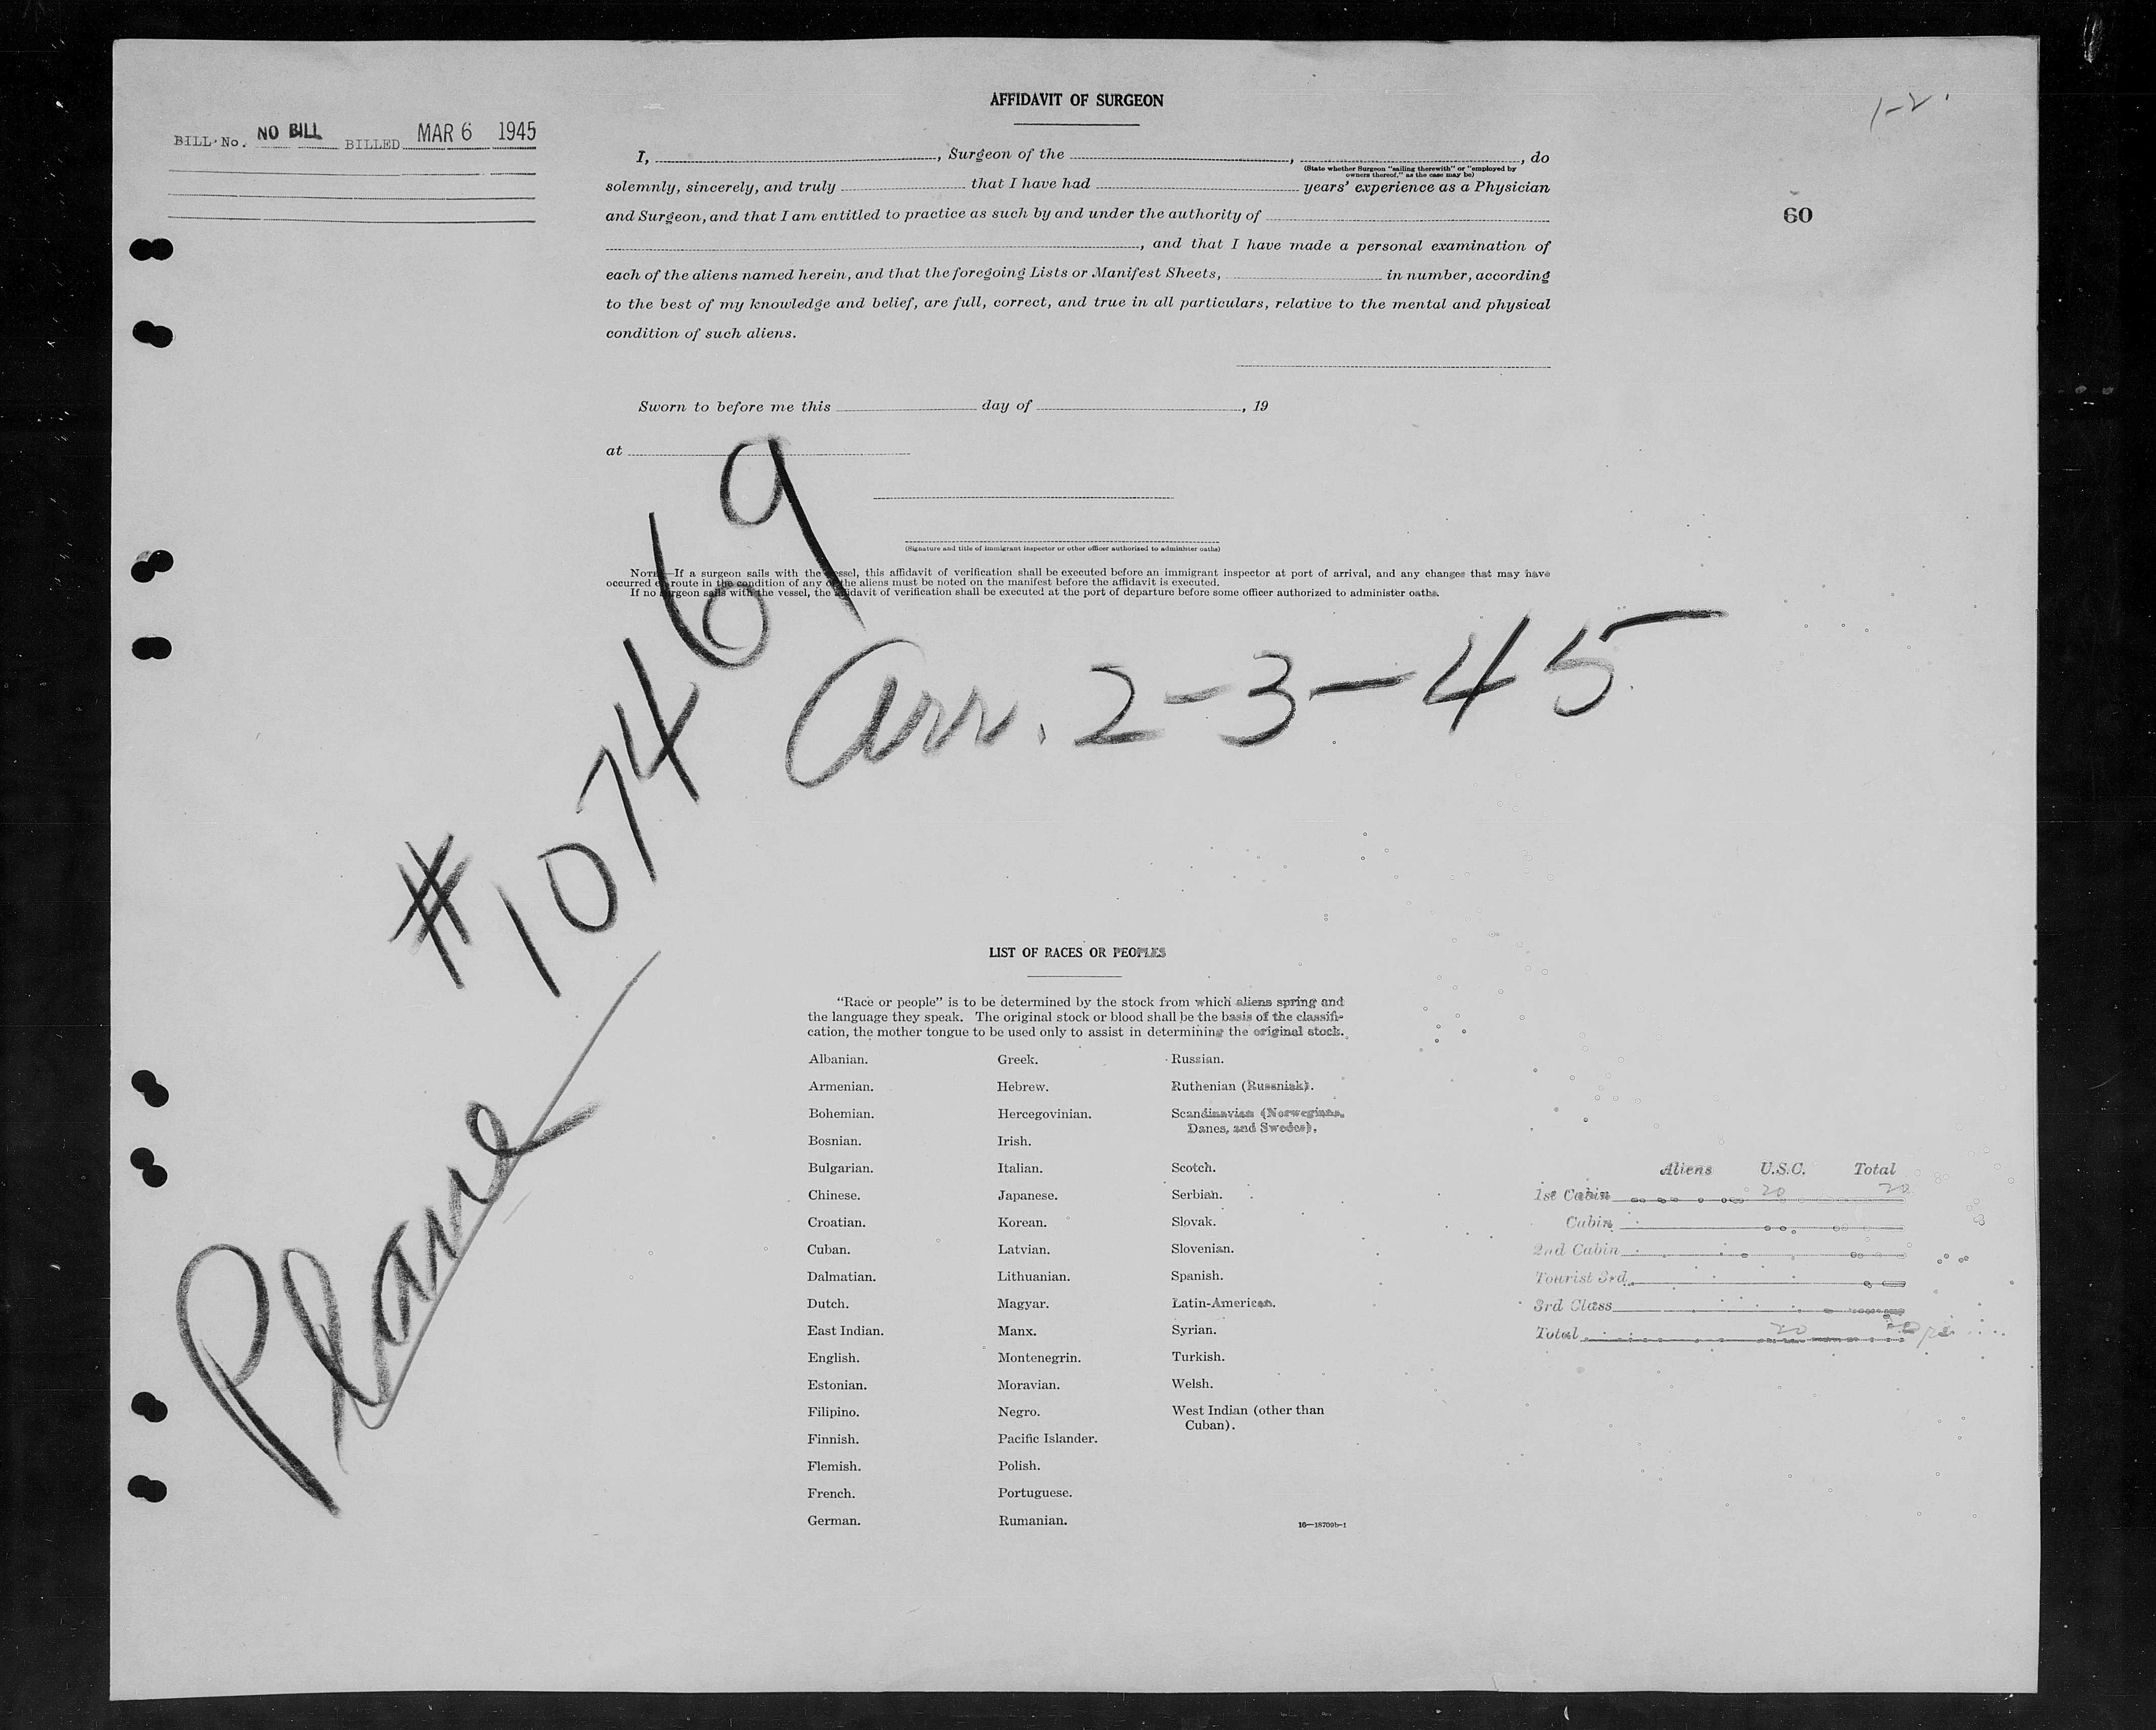 AFFIDAVIT OF SURGEON
1-2.
BILL No. NO BILL BILLED MAR 6 1945
60
I, , Surgeon of the , , do
(State whether Surgeon "sailing therewith" or "employed by
owners thereof," as the case may be)
solemnly, sincerely, and truly that I have had years' experience as a Physician
and Surgeon, and that I am entitled to practice as such by and under the authority of
, and that I have made a personal examination of
each of the aliens named herein, and that the foregoing Lists or Manifest Sheets, in number, according
to the best of my knowledge and belief, are full, correct, and true in all particulars, relative to the mental and physical
condition of such aliens.
Sworn to before me this day of , 19
at
(Signature and title of immigrant inspector or other officer authorized to administer oaths)
NOTE.—If a surgeon sails with the vessel, this affidavit of verification shall be executed before an immigrant inspector at port of arrival, and any changes that may have
occurred en route in the condition of any of the aliens must be noted on the manifest before the affidavit is executed.
If no surgeon sails with the vessel, the affidavit of verification shall be executed at the port of departure before some officer authorized to administer oaths.
Plane # 107469
Arr. 2-3-45
LIST OF RACES OR PEOPLES
"Race or people" is to be determined by the stock from which aliens spring and
the language they speak. The original stock or blood shall be the basis of the classifi-
cation, the mother tongue to be used only to assist in determining the original stock.
Albanian.
Armenian.
Bohemian.
Bosnian.
Bulgarian.
Chinese.
Croatian.
Cuban.
Dalmatian.
Dutch.
East Indian.
English.
Estonian.
Filipino.
Finnish.
Flemish.
French.
German.
Greek.
Hebrew.
Hercegovinian.
Irish.
Italian.
Japanese.
Korean.
Latvian.
Lithuanian.
Magyar.
Manx.
Montenegrin.
Moravian.
Negro.
Pacific Islander.
Polish.
Portuguese.
Rumanian.
Russian.
Ruthenian (Russniak).
Scandinavian (Norwegians,
Danes, and Swedes).
Scotch.
Serbian.
Slovak.
Slovenian.
Spanish.
Latin-American.
Syrian.
Turkish.
Welsh.
West Indian (other than
Cuban).
16—18709b-1
Aliens U.S.C. Total
1st Cabin 20 20
Cabin
2nd Cabin
Tourist 3rd
3rd Class
Total 20 20